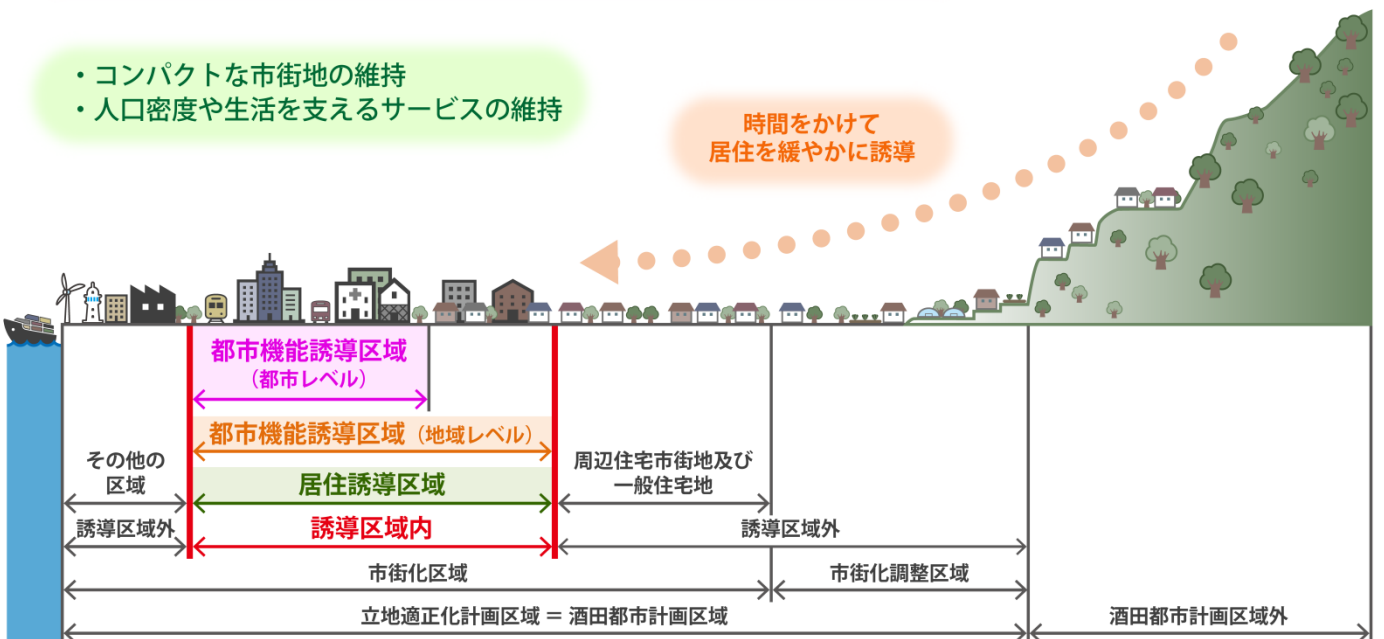 ・コンパクトな市街地の維持
・人口密度や生活を支えるサービスの維持
時間をかけて
居住を緩やかに誘導
都市機能誘導区域
（都市レベル）
都市機能誘導区域（地域レベル）
その他の
区域
居住誘導区域
周辺住宅市街地及び
一般住宅地
誘導区域外
誘導区域内
誘導区域外
市街化区域
市街化調整区域
立地適正化計画区域 ＝ 酒田都市計画区域
酒田都市計画区域外